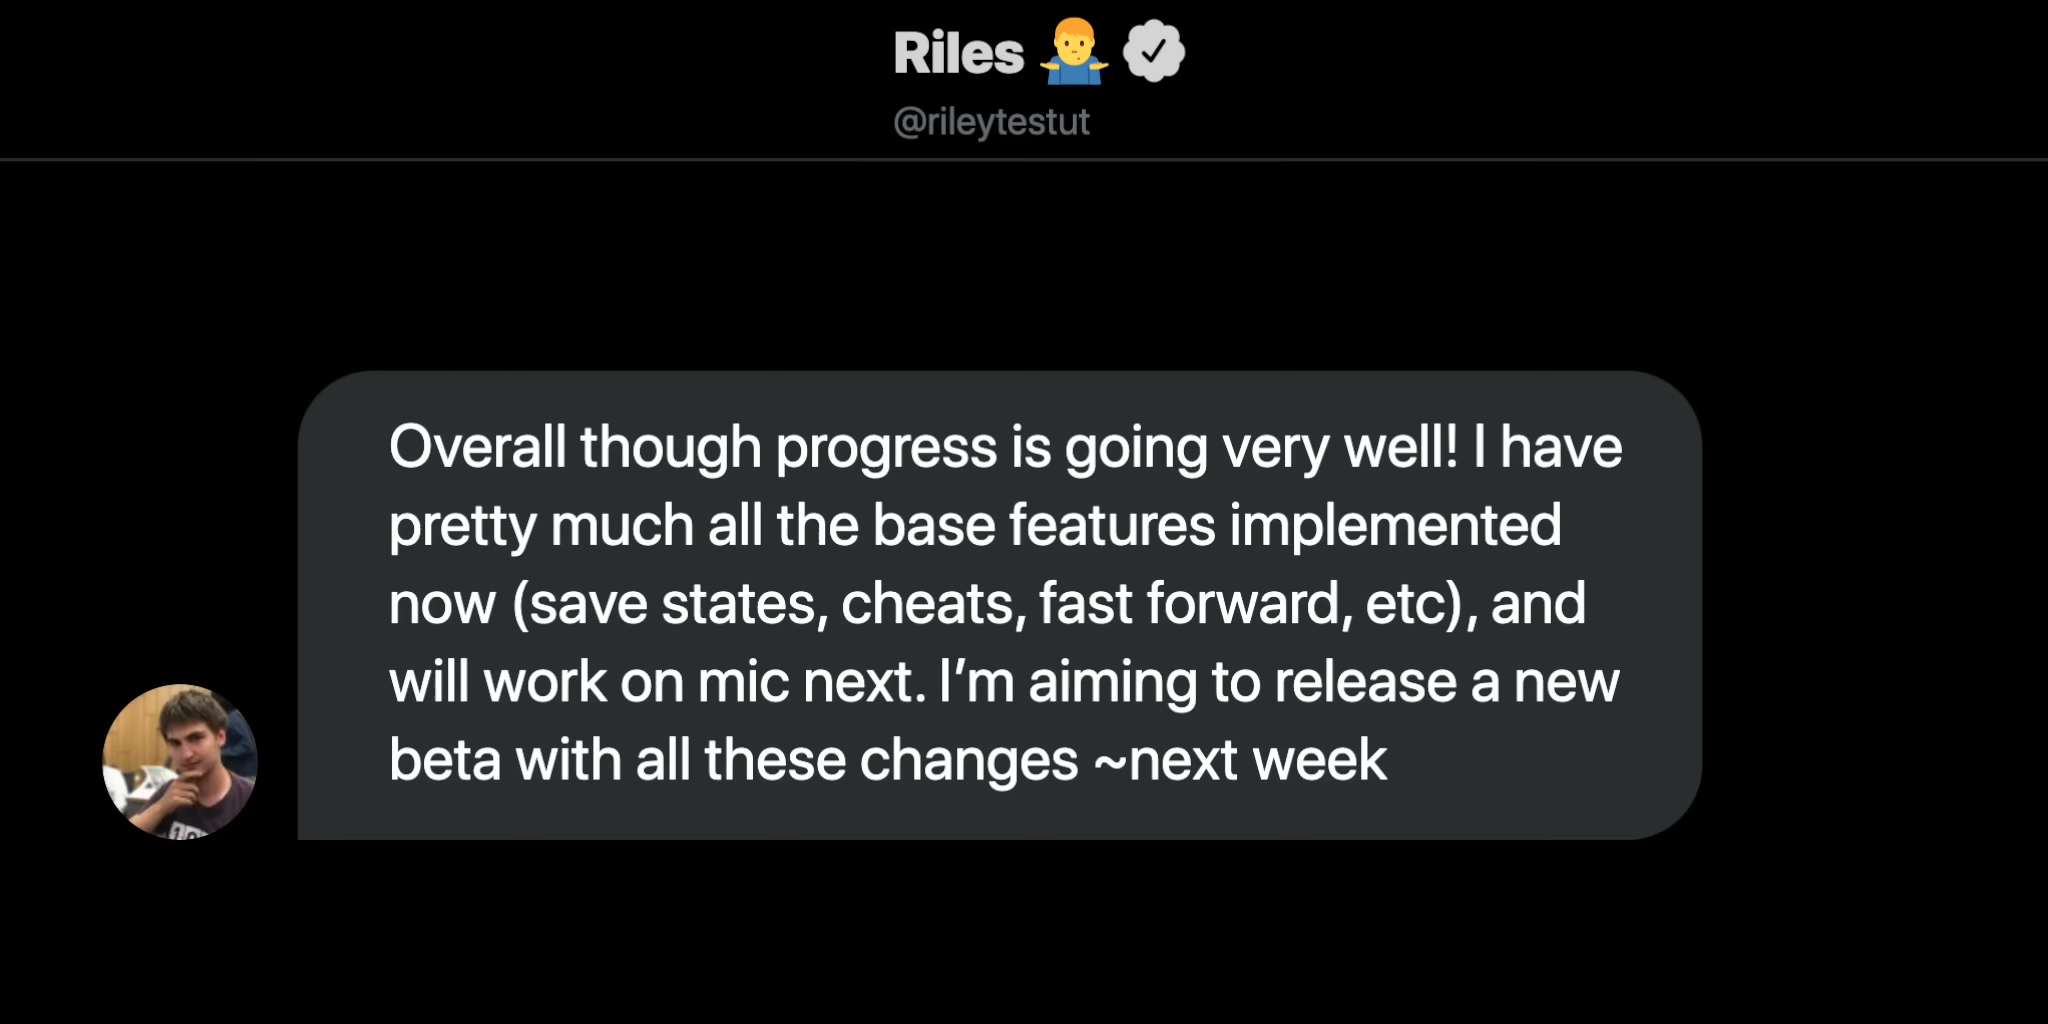 Riles 🤷‍♂️
@rileytestut
Overall though progress is going very well! I have
pretty much all the base features implemented
now (save states, cheats, fast forward, etc), and
will work on mic next. I’m aiming to release a new
beta with all these changes ~next week